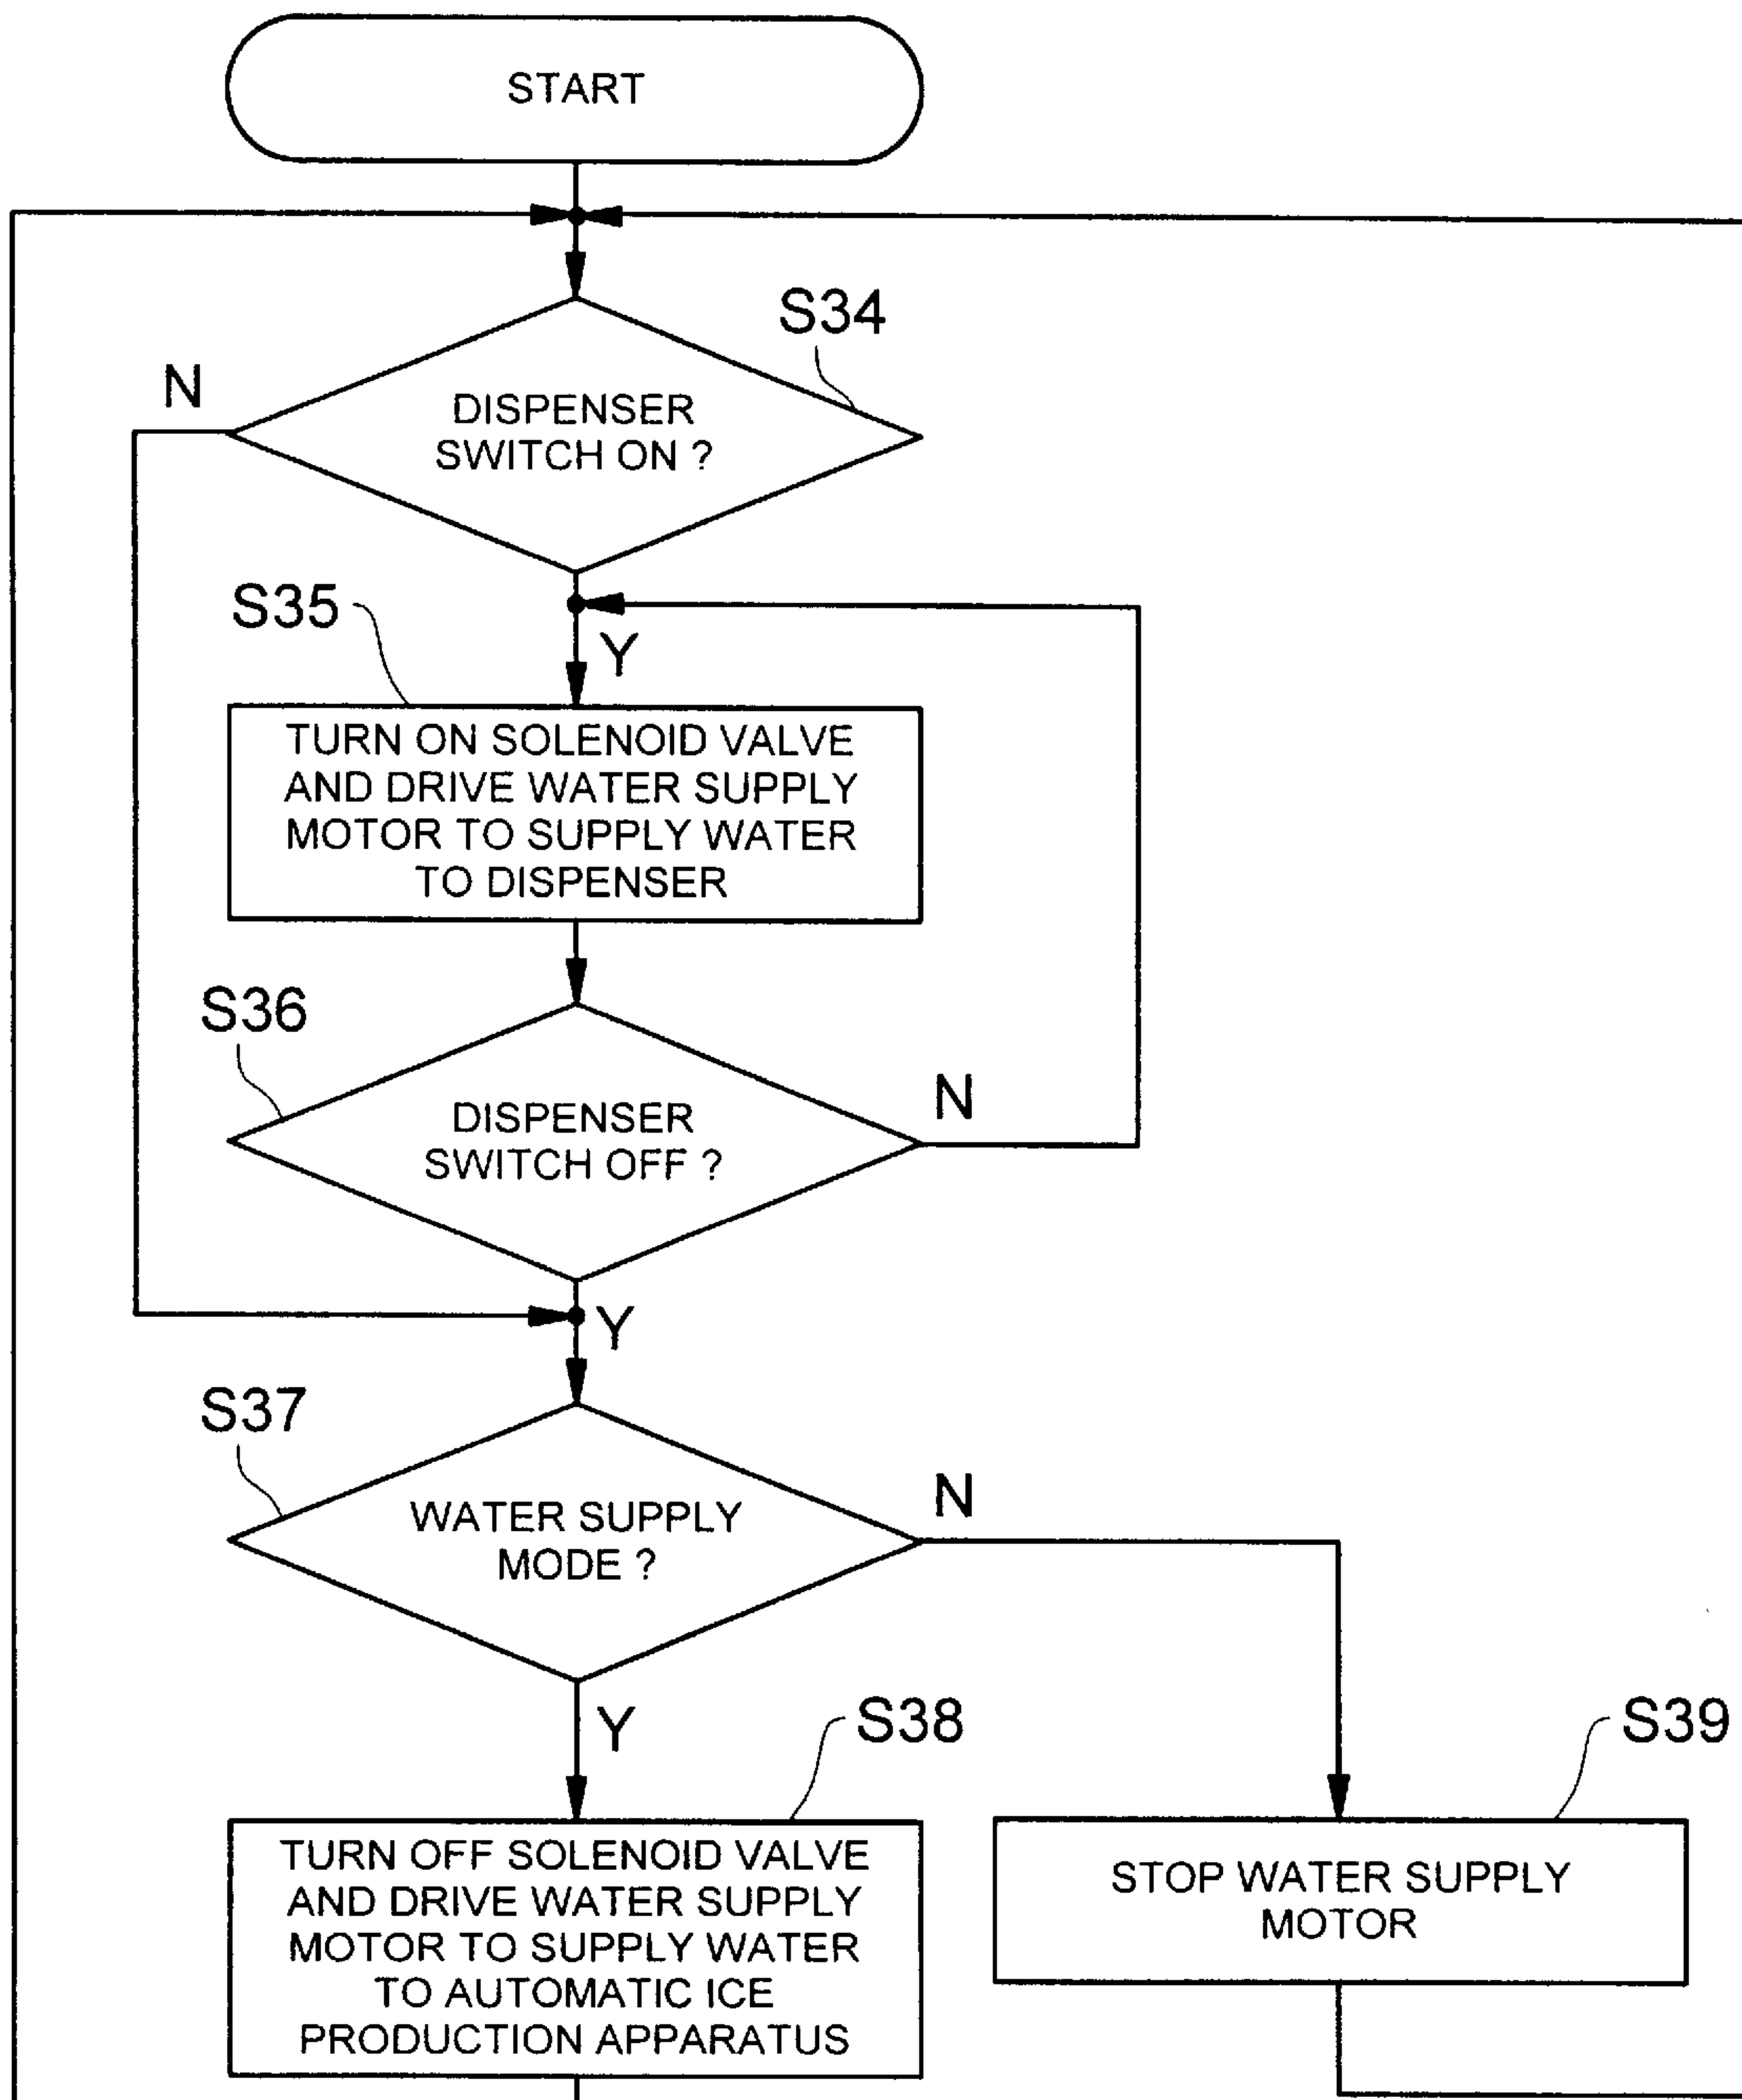 START
S34
N
DISPENSER
SWITCH ON ?
S35
Y
TURN ON SOLENOID VALVE
AND DRIVE WATER SUPPLY
MOTOR TO SUPPLY WATER
TO DISPENSER
S36
N
DISPENSER
SWITCH OFF ?
Y
S37
N
WATER SUPPLY
MODE ?
Y
S38
S39
TURN OFF SOLENOID VALVE
AND DRIVE WATER SUPPLY
MOTOR TO SUPPLY WATER
TO AUTOMATIC ICE
PRODUCTION APPARATUS
STOP WATER SUPPLY
MOTOR